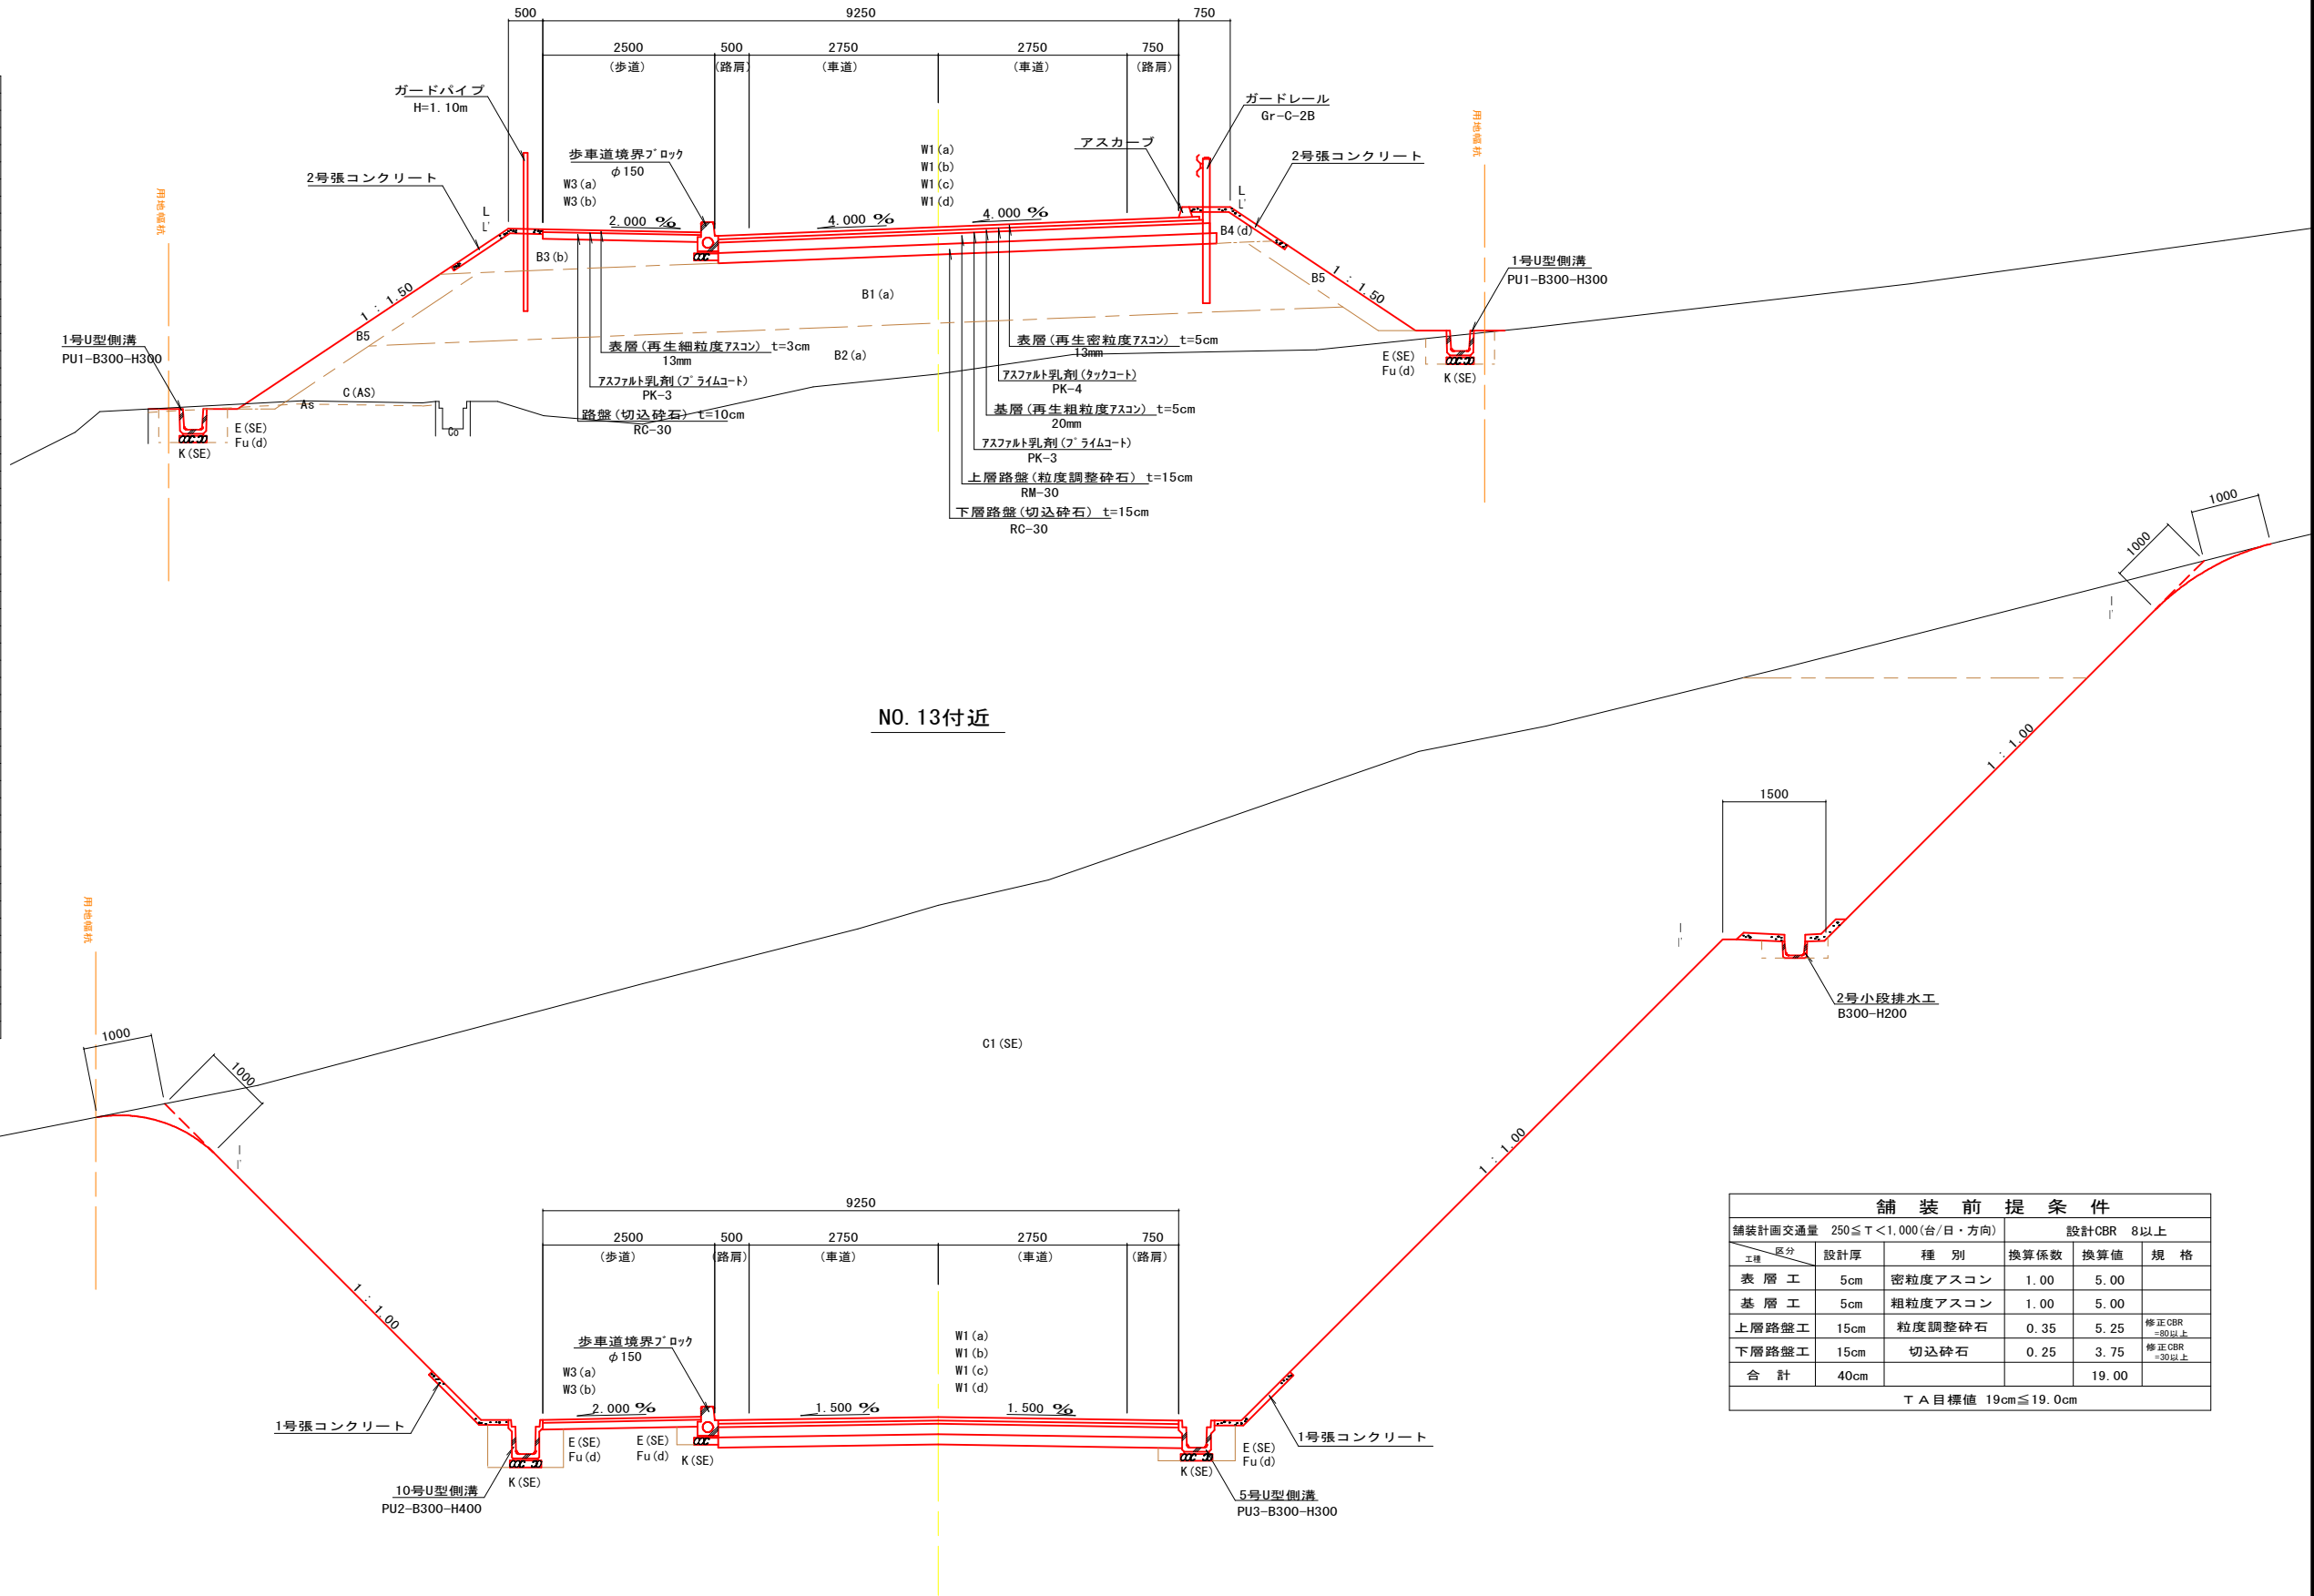 500
9250
750
2500
500
2750
2750
750
(歩道)
(路肩)
(車道)
(車道)
(路肩)
ガードパイプ
H=1.10m
ガードレール
Gr-C-2B
用地幅杭
アスカーブ
2号張コンクリート
歩車道境界ブロック
φ150
W1(a)
W1(b)
W1(c)
W1(d)
2号張コンクリート
W3(a)
W3(b)
用地幅杭
L
L'
L
L'
2.000 %
4.000 %
4.000 %
B3(b)
B4(d)
B5
1 : 1.50
1 : 1.50
B5
B1(a)
B2(a)
1号U型側溝
PU1-B300-H300
1号U型側溝
PU1-B300-H300
E(SE)
Fu(d)
K(SE)
C(AS)
As
Co
E(SE)
Fu(d)
K(SE)
表層(再生細粒度アスコン) t=3cm
13mm
アスファルト乳剤(プライムコート)
PK-3
路盤(切込砕石) t=10cm
RC-30
表層(再生密粒度アスコン) t=5cm
13mm
アスファルト乳剤(タックコート)
PK-4
基層(再生粗粒度アスコン) t=5cm
20mm
アスファルト乳剤(プライムコート)
PK-3
上層路盤(粒度調整砕石) t=15cm
RM-30
下層路盤(切込砕石) t=15cm
RC-30
1000
1000
l
l'
NO.13付近
1 : 1.00
1500
用地幅杭
l
l'
2号小段排水工
B300-H200
1000
1000
C1(SE)
l
l'
1 : 1.00
1 : 1.00
9250
2500
500
2750
2750
750
(歩道)
(路肩)
(車道)
(車道)
(路肩)
歩車道境界ブロック
φ150
W3(a)
W3(b)
W1(a)
W1(b)
W1(c)
W1(d)
2.000 %
1.500 %
1.500 %
1号張コンクリート
1号張コンクリート
E(SE)
Fu(d)
E(SE)
Fu(d)
K(SE)
K(SE)
E(SE)
Fu(d)
K(SE)
10号U型側溝
PU2-B300-H400
5号U型側溝
PU3-B300-H300
舗装前提条件
舗装計画交通量 250≦T<1,000(台/日・方向) 設計CBR 8以上
区分
工種 設計厚 種別 換算係数 換算値 規格
表層工 5cm 密粒度アスコン 1.00 5.00
基層工 5cm 粗粒度アスコン 1.00 5.00
上層路盤工 15cm 粒度調整砕石 0.35 5.25 修正CBR
=80以上
下層路盤工 15cm 切込砕石 0.25 3.75 修正CBR
=30以上
合計 40cm 19.00
TA目標値 19cm≦19.0cm